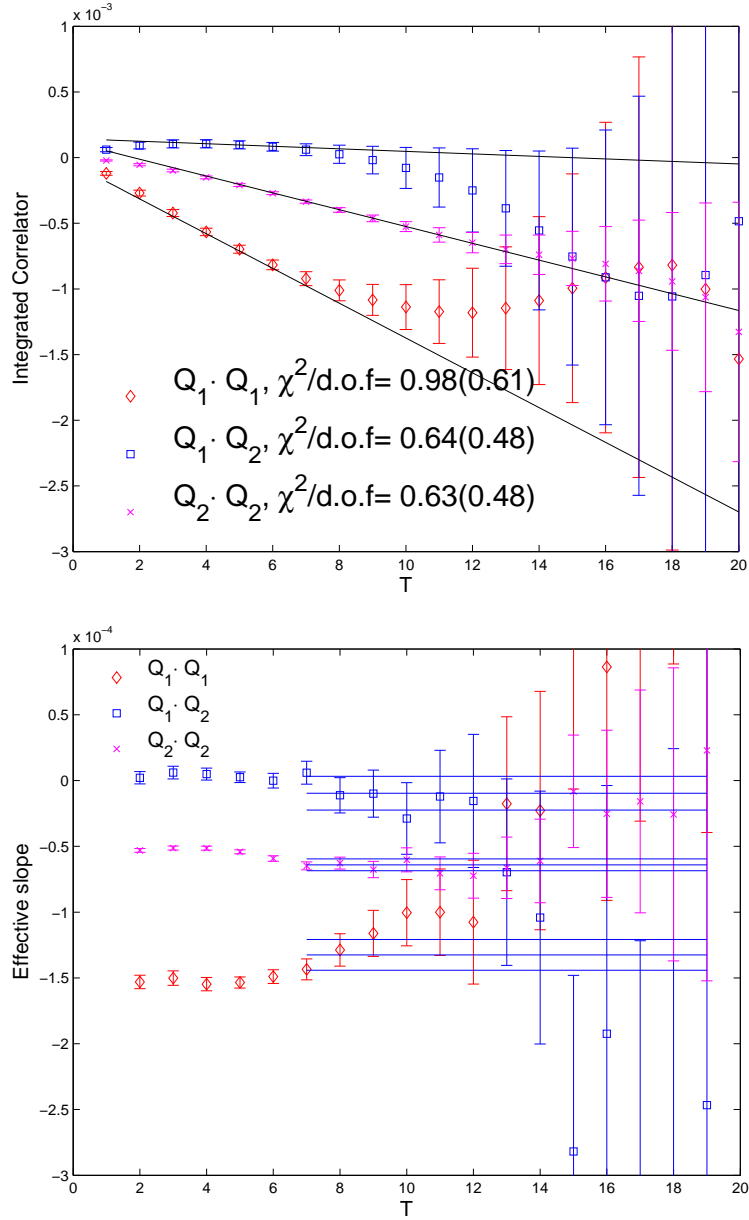 x 10⁻³
1
0.5
0
−0.5
−1
−1.5
−2
−2.5
−3
Integrated Correlator
Q₁· Q₁, χ²/d.o.f= 0.98(0.61)
Q₁· Q₂, χ²/d.o.f= 0.64(0.48)
Q₂· Q₂, χ²/d.o.f= 0.63(0.48)
0 2 4 6 8 10 12 14 16 18 20
T
x 10⁻⁴
1
0.5
0
−0.5
−1
−1.5
−2
−2.5
−3
Effective slope
Q₁· Q₁
Q₁· Q₂
Q₂· Q₂
0 2 4 6 8 10 12 14 16 18 20
T